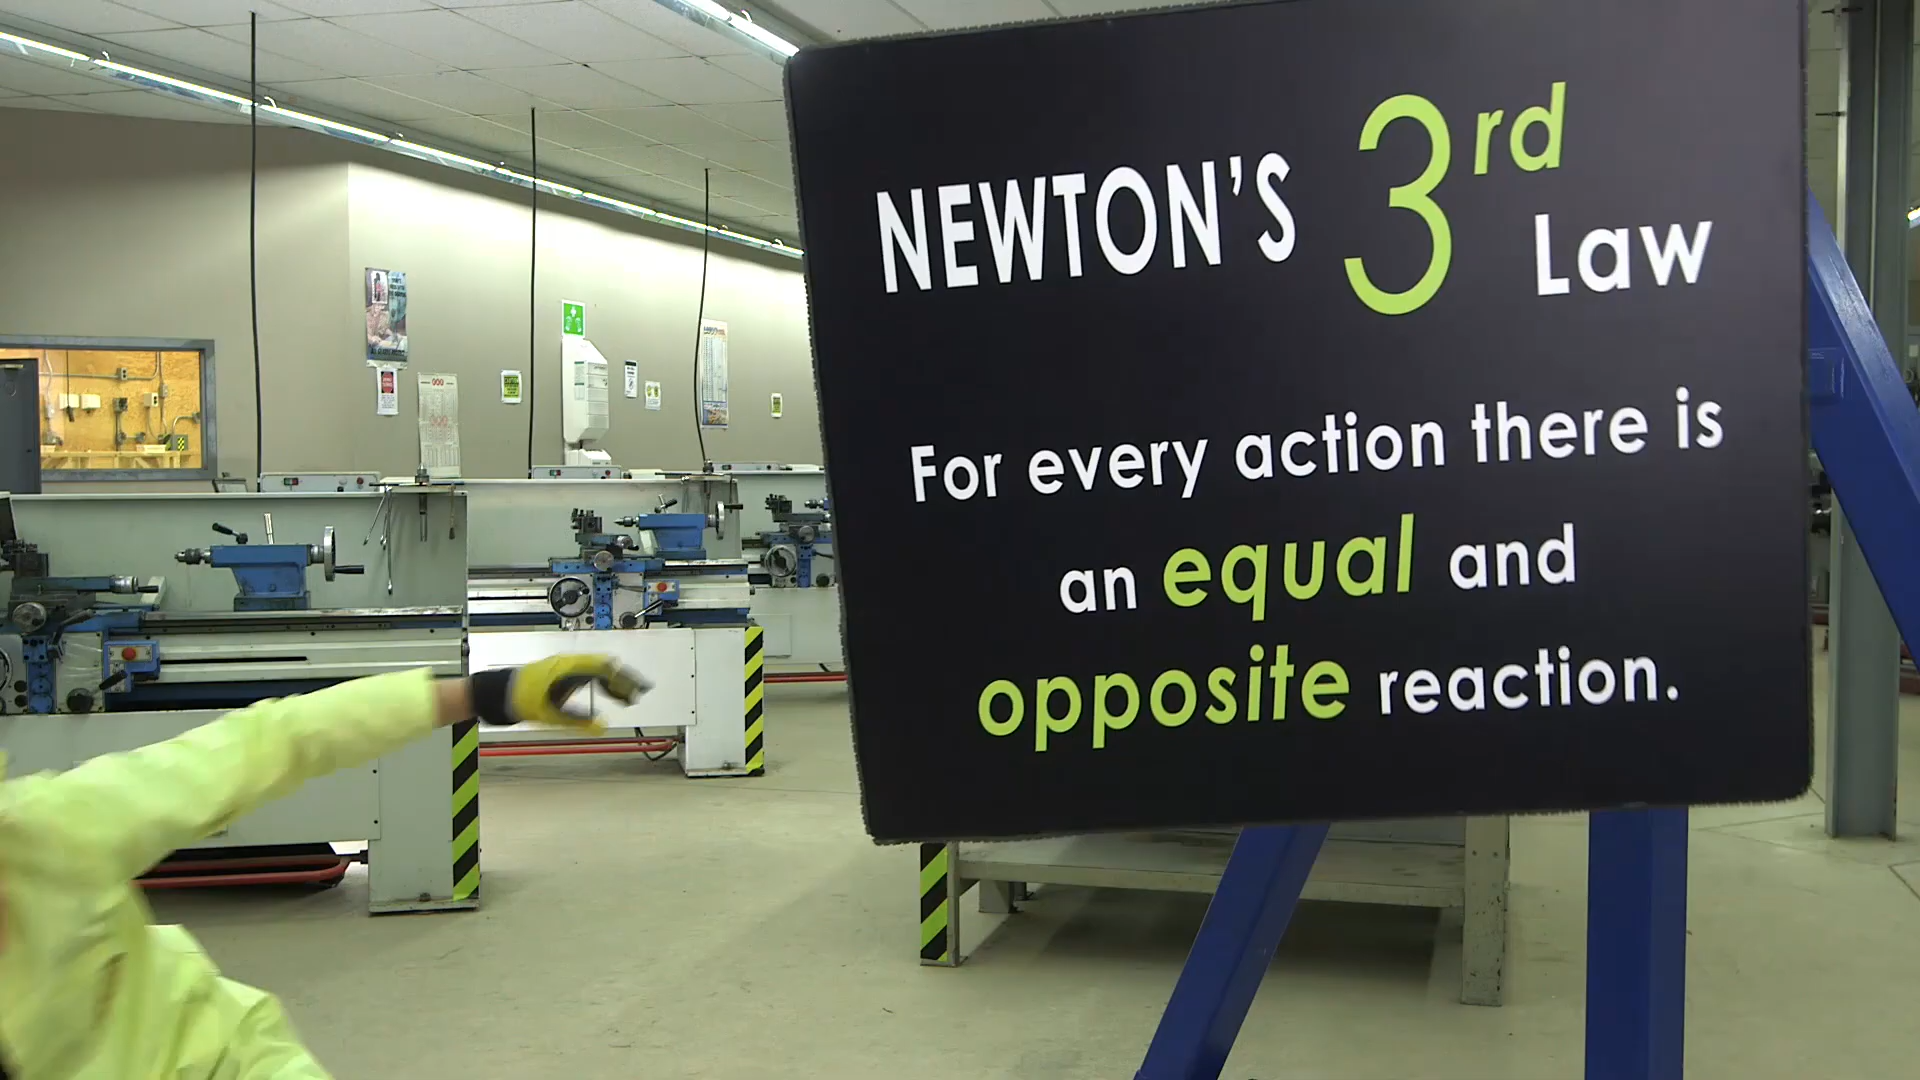 NEWTON'S 3rd
Law
For every action there is
an equal and
opposite reaction.